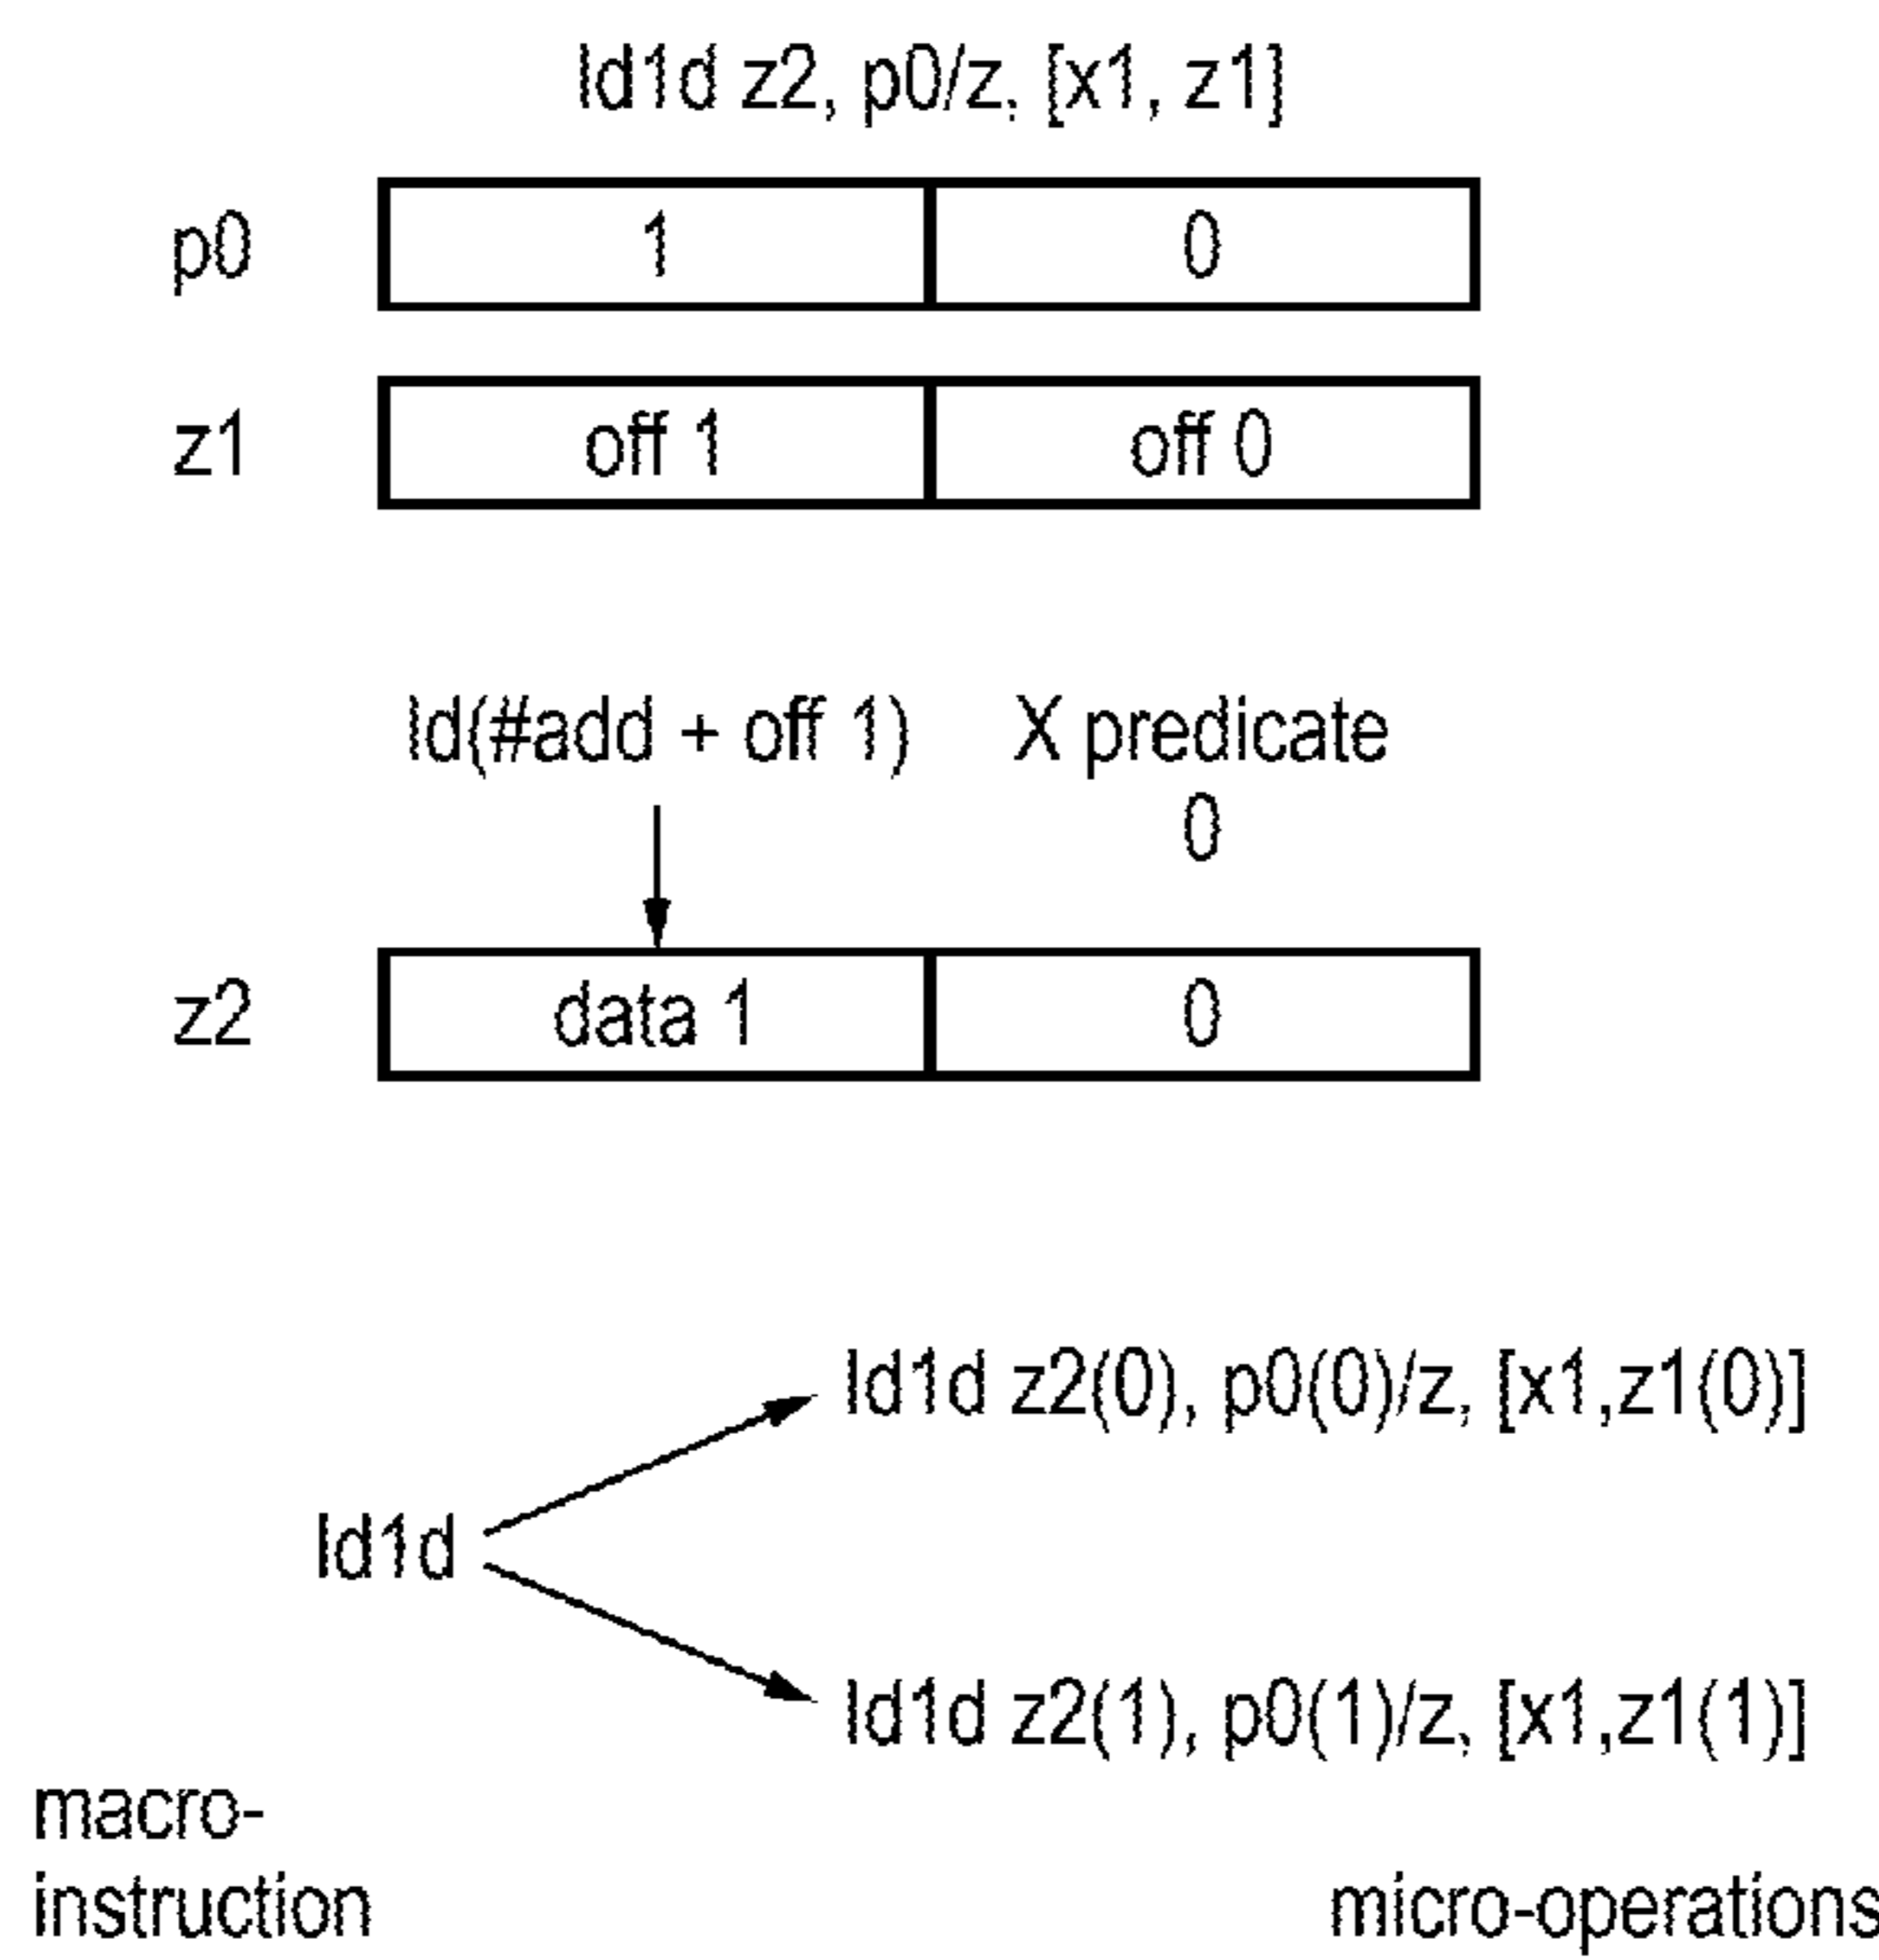 ld1d z2, p0/z, [x1, z1]
p0 1 0
z1 off 1 off 0
ld(#add + off 1) X predicate
0
z2 data 1 0
ld1d z2(0), p0(0)/z, [x1,z1(0)]
ld1d
ld1d z2(1), p0(1)/z, [x1,z1(1)]
macro-
instruction micro-operations